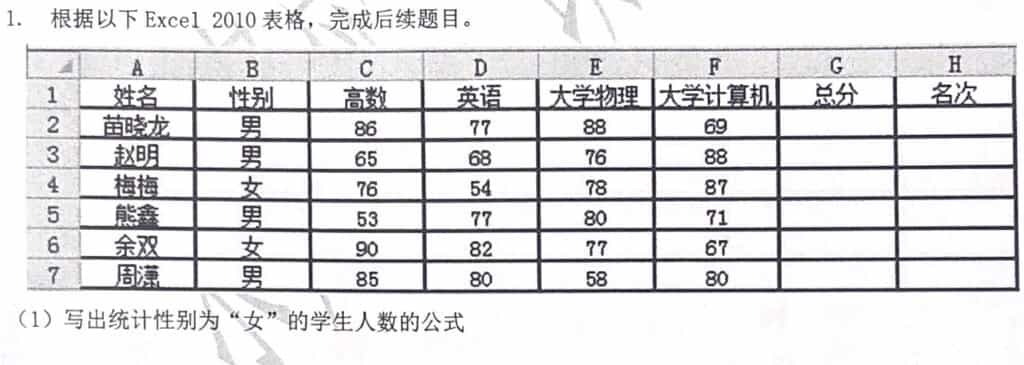 1. 根据以下 Excel 2010 表格，完成后续题目。
A B C D E F G H
1 姓名 性别 高数 英语 大学物理 大学计算机 总分 名次
2 苗晓龙 男 86 77 88 69
3 赵明 男 65 68 76 88
4 梅梅 女 76 54 78 87
5 熊鑫 男 53 77 80 71
6 余双 女 90 82 77 67
7 周潇 男 85 80 58 80
（1）写出统计性别为“女”的学生人数的公式